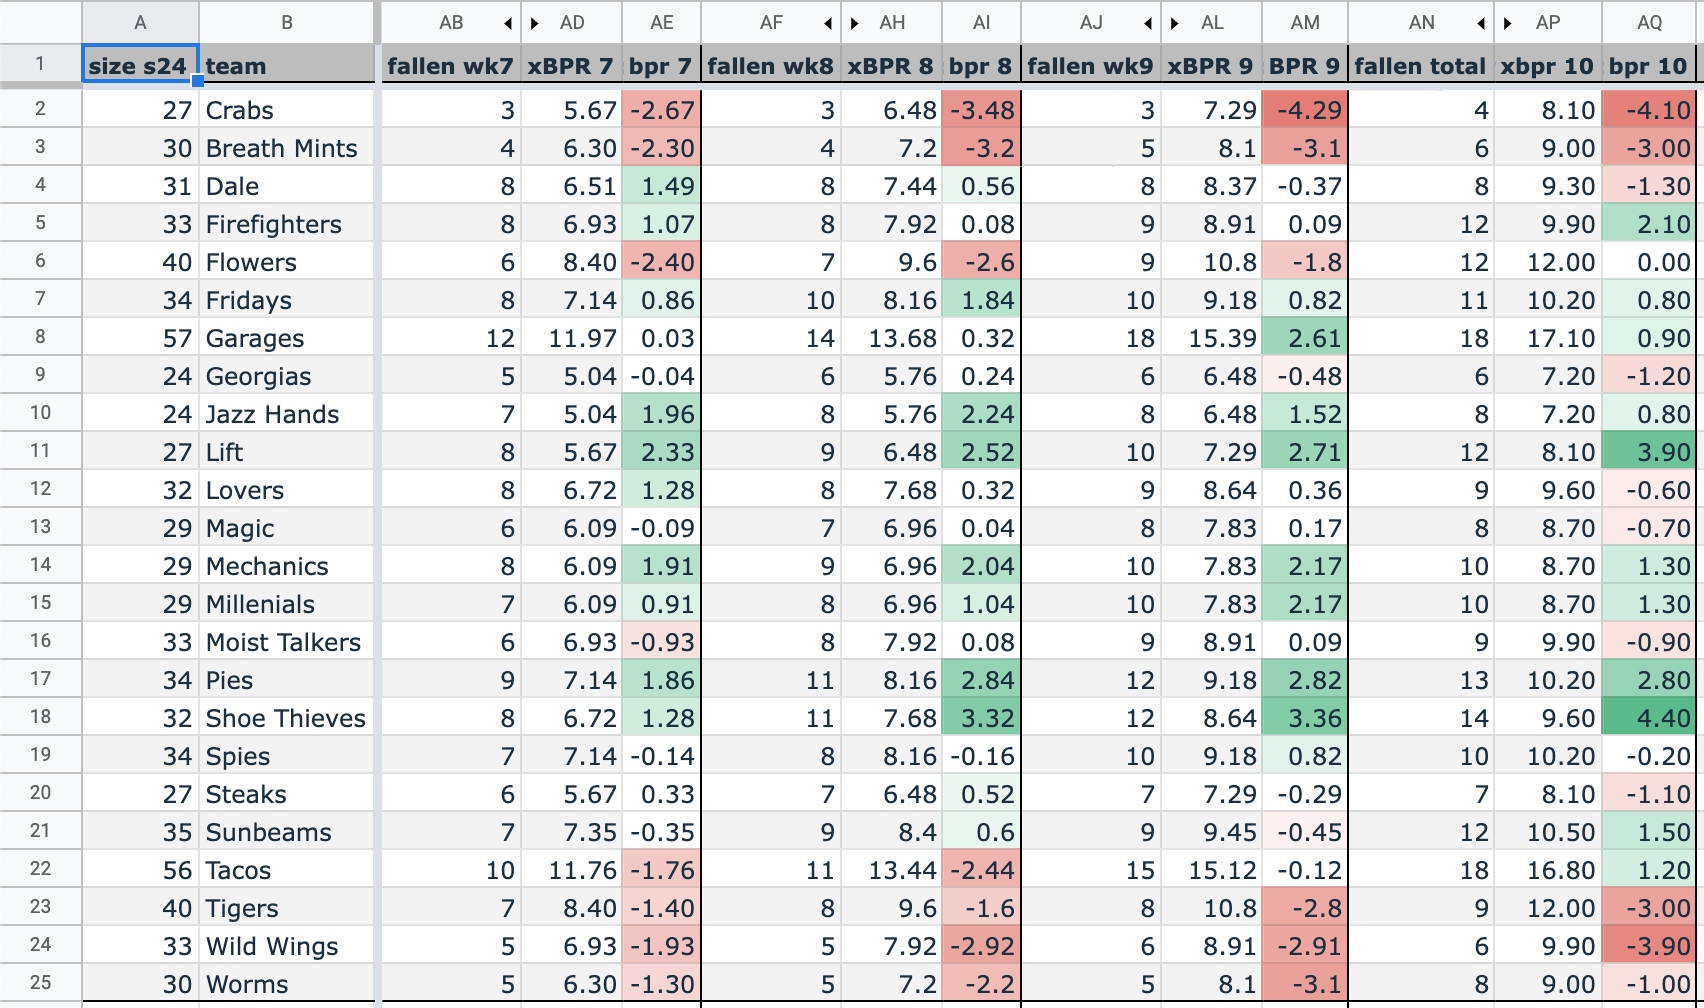 A B AB AD AE AF AH AI AJ AL AM AN AP AQ
1 size s24 team fallen wk7 xBPR 7 bpr 7 fallen wk8 xBPR 8 bpr 8 fallen wk9 xBPR 9 BPR 9 fallen total xbpr 10 bpr 10
2 27 Crabs 3 5.67 -2.67 3 6.48 -3.48 3 7.29 -4.29 4 8.10 -4.10
3 30 Breath Mints 4 6.30 -2.30 4 7.2 -3.2 5 8.1 -3.1 6 9.00 -3.00
4 31 Dale 8 6.51 1.49 8 7.44 0.56 8 8.37 -0.37 8 9.30 -1.30
5 33 Firefighters 8 6.93 1.07 8 7.92 0.08 9 8.91 0.09 12 9.90 2.10
6 40 Flowers 6 8.40 -2.40 7 9.6 -2.6 9 10.8 -1.8 12 12.00 0.00
7 34 Fridays 8 7.14 0.86 10 8.16 1.84 10 9.18 0.82 11 10.20 0.80
8 57 Garages 12 11.97 0.03 14 13.68 0.32 18 15.39 2.61 18 17.10 0.90
9 24 Georgias 5 5.04 -0.04 6 5.76 0.24 6 6.48 -0.48 6 7.20 -1.20
10 24 Jazz Hands 7 5.04 1.96 8 5.76 2.24 8 6.48 1.52 8 7.20 0.80
11 27 Lift 8 5.67 2.33 9 6.48 2.52 10 7.29 2.71 12 8.10 3.90
12 32 Lovers 8 6.72 1.28 8 7.68 0.32 9 8.64 0.36 9 9.60 -0.60
13 29 Magic 6 6.09 -0.09 7 6.96 0.04 8 7.83 0.17 8 8.70 -0.70
14 29 Mechanics 8 6.09 1.91 9 6.96 2.04 10 7.83 2.17 10 8.70 1.30
15 29 Millenials 7 6.09 0.91 8 6.96 1.04 10 7.83 2.17 10 8.70 1.30
16 33 Moist Talkers 6 6.93 -0.93 8 7.92 0.08 9 8.91 0.09 9 9.90 -0.90
17 34 Pies 9 7.14 1.86 11 8.16 2.84 12 9.18 2.82 13 10.20 2.80
18 32 Shoe Thieves 8 6.72 1.28 11 7.68 3.32 12 8.64 3.36 14 9.60 4.40
19 34 Spies 7 7.14 -0.14 8 8.16 -0.16 10 9.18 0.82 10 10.20 -0.20
20 27 Steaks 6 5.67 0.33 7 6.48 0.52 7 7.29 -0.29 7 8.10 -1.10
21 35 Sunbeams 7 7.35 -0.35 9 8.4 0.6 9 9.45 -0.45 12 10.50 1.50
22 56 Tacos 10 11.76 -1.76 11 13.44 -2.44 15 15.12 -0.12 18 16.80 1.20
23 40 Tigers 7 8.40 -1.40 8 9.6 -1.6 8 10.8 -2.8 9 12.00 -3.00
24 33 Wild Wings 5 6.93 -1.93 5 7.92 -2.92 6 8.91 -2.91 6 9.90 -3.90
25 30 Worms 5 6.30 -1.30 5 7.2 -2.2 5 8.1 -3.1 8 9.00 -1.00